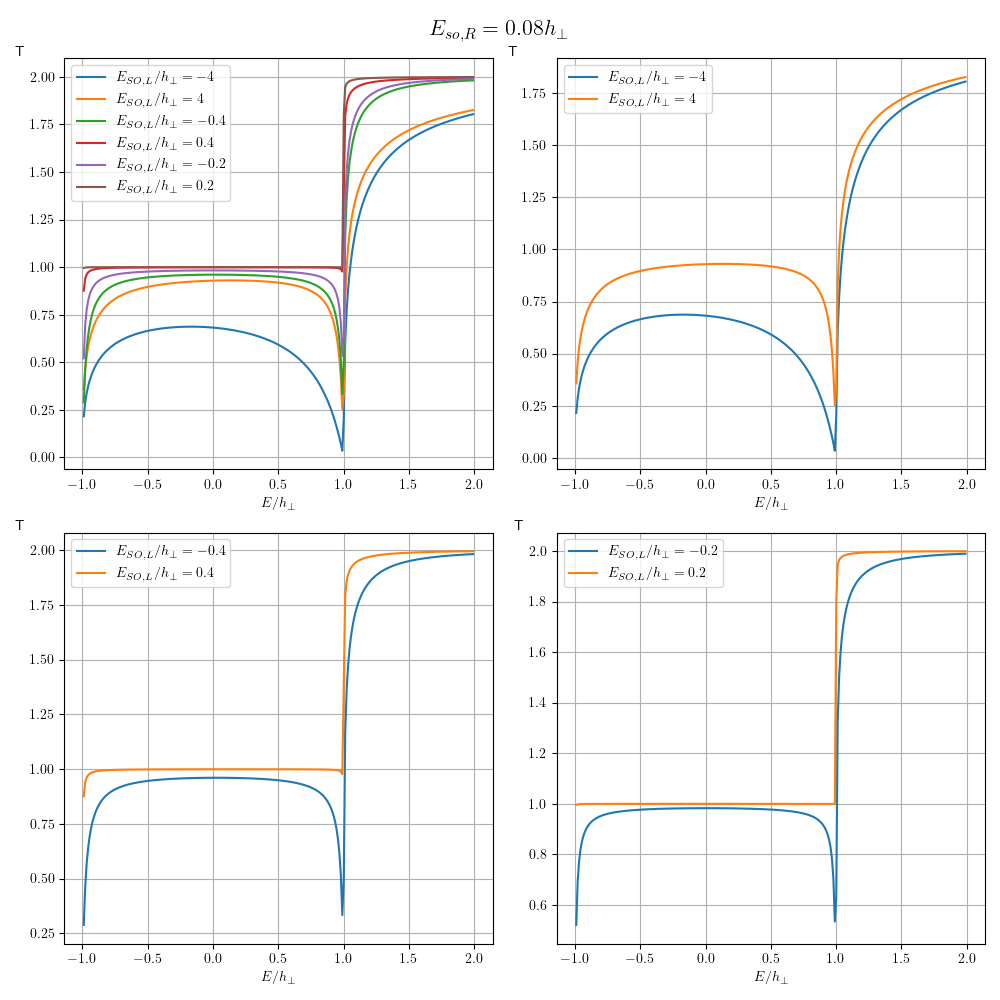 E_{so,R} = 0.08h_⊥
T
E_{SO,L}/h_⊥ = −4
E_{SO,L}/h_⊥ = 4
E_{SO,L}/h_⊥ = −0.4
E_{SO,L}/h_⊥ = 0.4
E_{SO,L}/h_⊥ = −0.2
E_{SO,L}/h_⊥ = 0.2
2.00
1.75
1.50
1.25
1.00
0.75
0.50
0.25
0.00
−1.0 −0.5 0.0 0.5 1.0 1.5 2.0
E/h_⊥
T
E_{SO,L}/h_⊥ = −4
E_{SO,L}/h_⊥ = 4
1.75
1.50
1.25
1.00
0.75
0.50
0.25
0.00
−1.0 −0.5 0.0 0.5 1.0 1.5 2.0
E/h_⊥
T
E_{SO,L}/h_⊥ = −0.4
E_{SO,L}/h_⊥ = 0.4
2.00
1.75
1.50
1.25
1.00
0.75
0.50
0.25
−1.0 −0.5 0.0 0.5 1.0 1.5 2.0
E/h_⊥
T
E_{SO,L}/h_⊥ = −0.2
E_{SO,L}/h_⊥ = 0.2
2.0
1.8
1.6
1.4
1.2
1.0
0.8
0.6
−1.0 −0.5 0.0 0.5 1.0 1.5 2.0
E/h_⊥